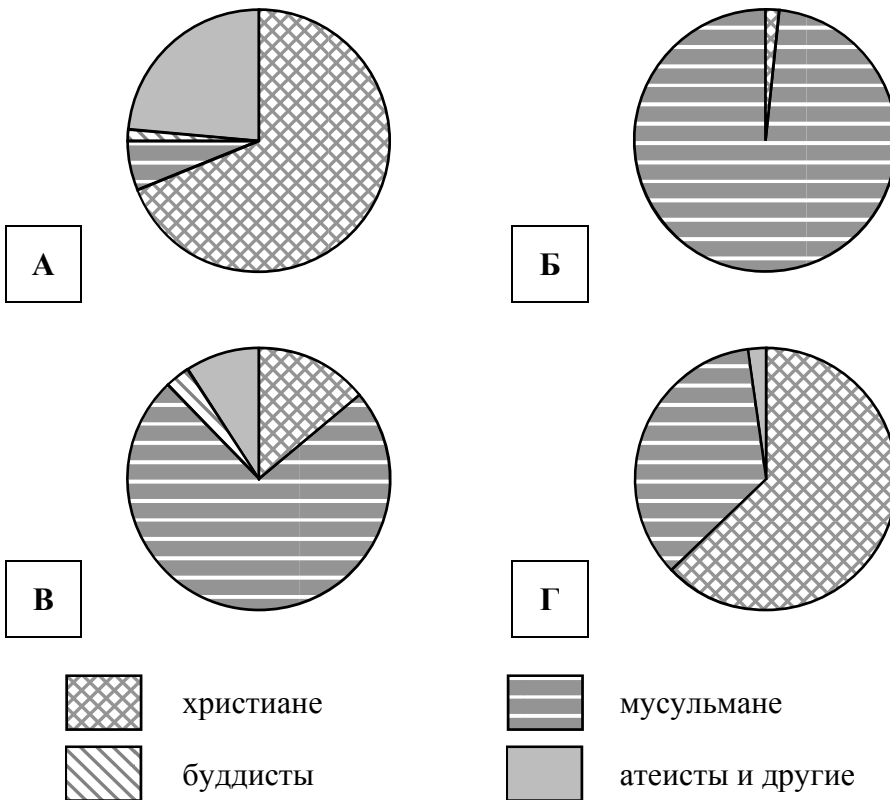 А
Б
В
Г
христиане
мусульмане
буддисты
атеисты и другие